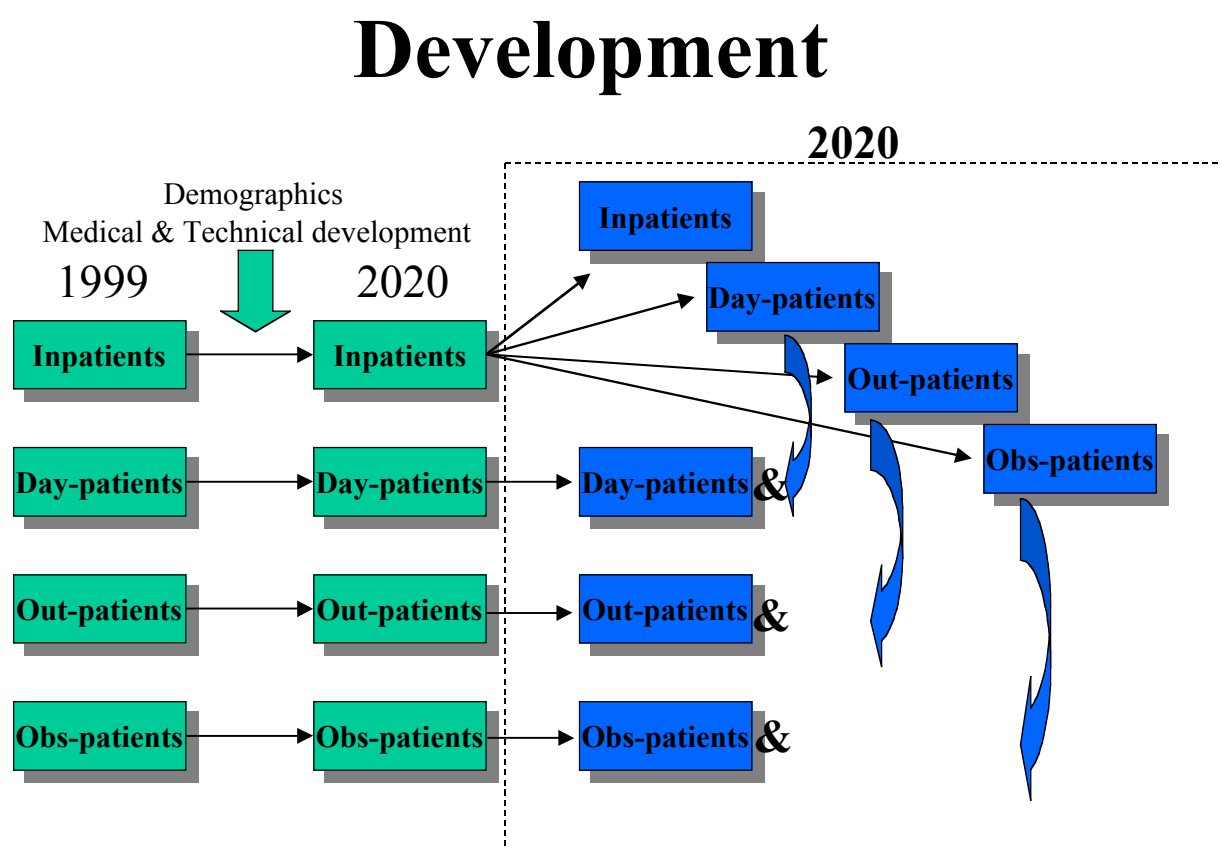 Development
2020
Demographics
Medical & Technical development
1999
2020
Inpatients
Day-patients
Out-patients
Obs-patients
Inpatients
Inpatients
Day-patients
Day-patients
Day-patients &
Out-patients
Out-patients
Out-patients &
Obs-patients
Obs-patients
Obs-patients &